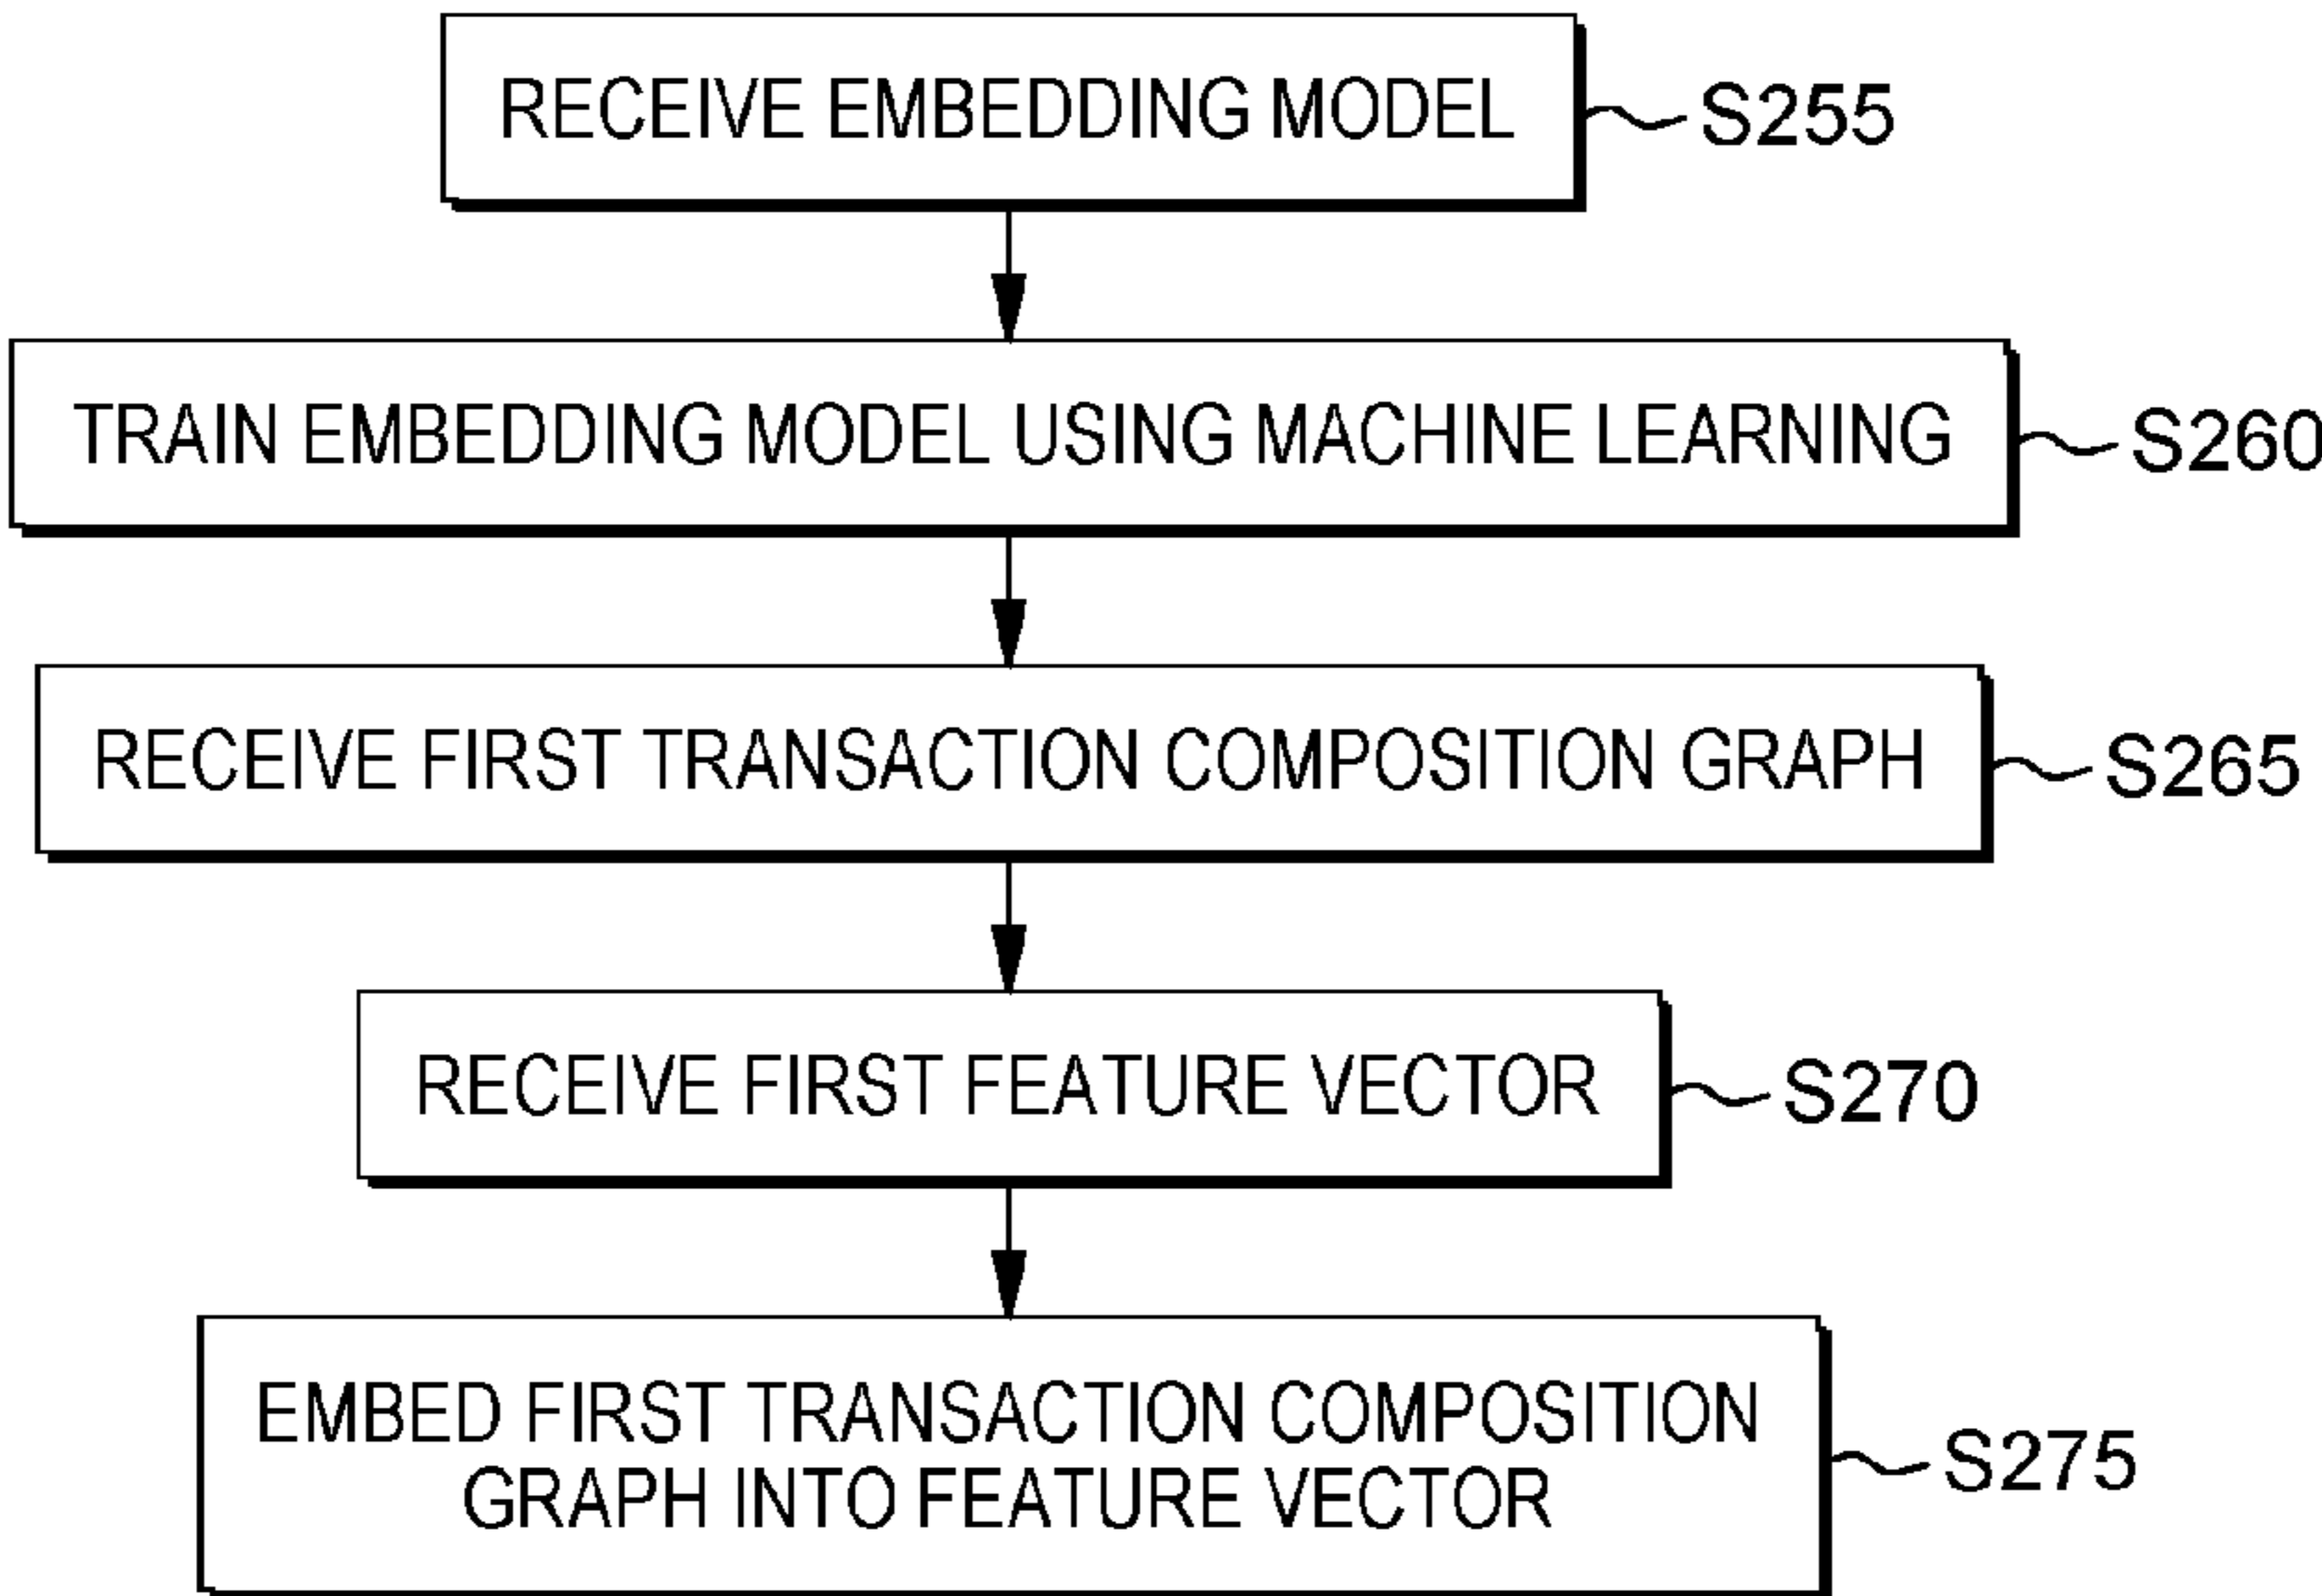 RECEIVE EMBEDDING MODEL
S255
TRAIN EMBEDDING MODEL USING MACHINE LEARNING
S260
RECEIVE FIRST TRANSACTION COMPOSITION GRAPH
S265
RECEIVE FIRST FEATURE VECTOR
S270
EMBED FIRST TRANSACTION COMPOSITION
GRAPH INTO FEATURE VECTOR
S275